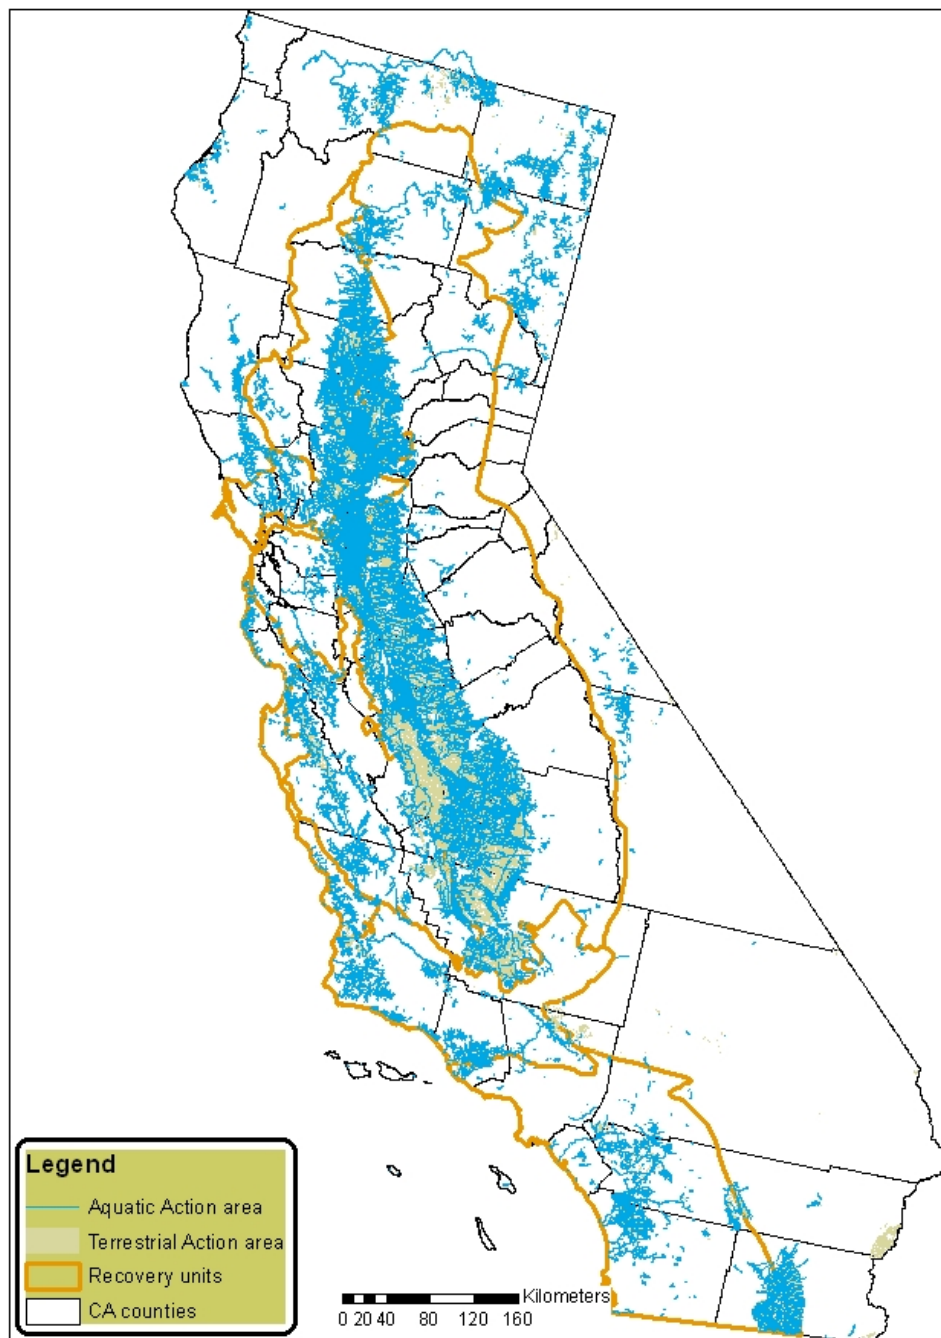 Legend
Aquatic Action area
Terrestrial Action area
Recovery units
CA counties
Kilometers
0 20 40 80 120 160